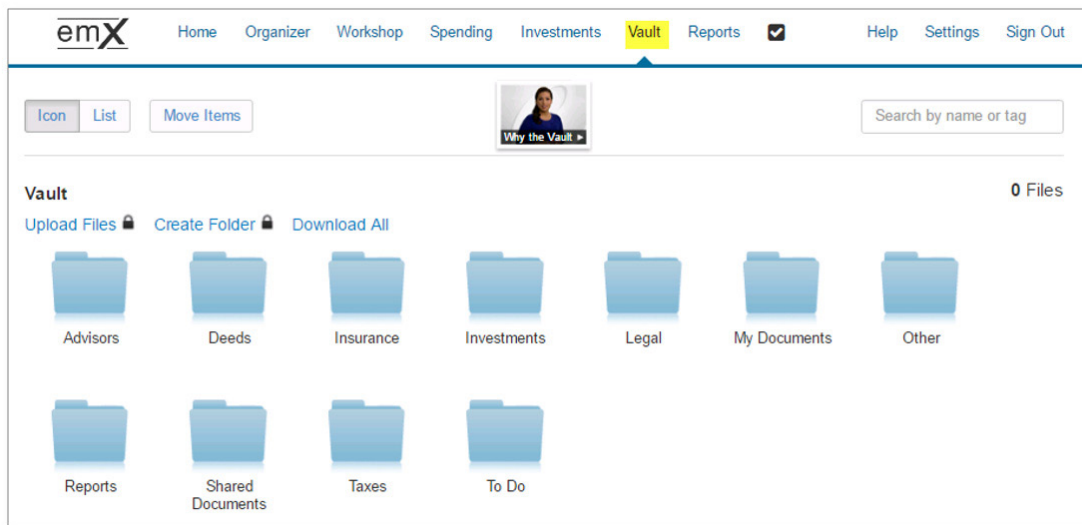 emX Home Organizer Workshop Spending Investments Vault Reports Help Settings Sign Out
Icon List Move Items Why the Vault Search by name or tag
Vault 0 Files
Upload Files Create Folder Download All
Advisors Deeds Insurance Investments Legal My Documents Other
Reports Shared Documents Taxes To Do